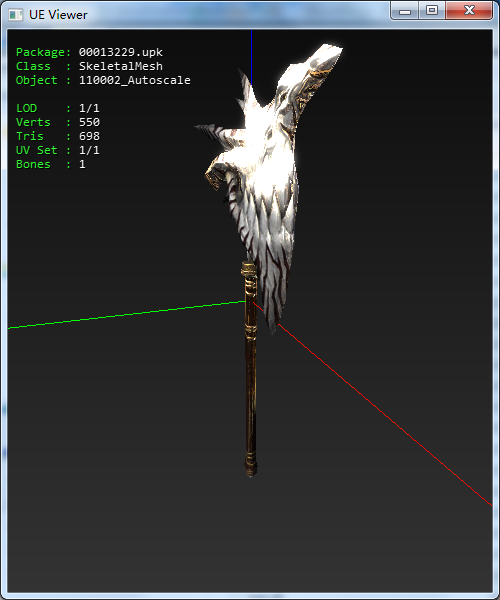 UE Viewer
Package: 00013229.upk
Class  : SkeletalMesh
Object : 110002_Autoscale
LOD    : 1/1
Verts  : 550
Tris   : 698
UV Set : 1/1
Bones  : 1